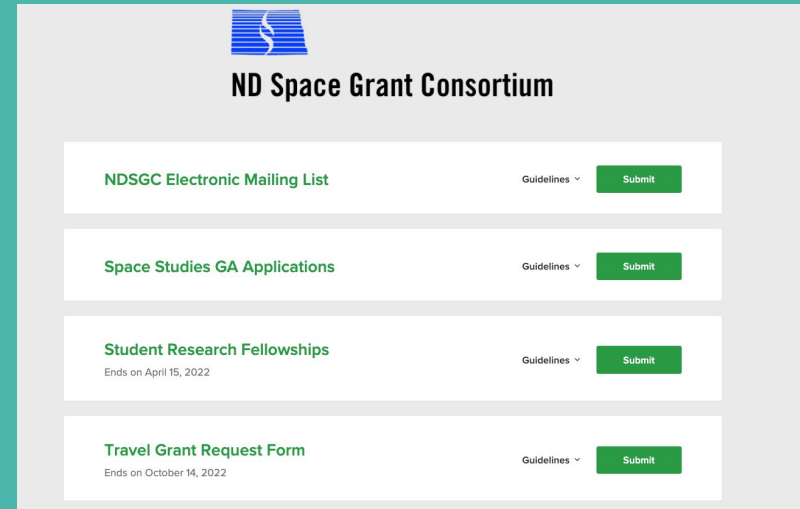 ND Space Grant Consortium
NDSGC Electronic Mailing List
Guidelines
Submit
Space Studies GA Applications
Guidelines
Submit
Student Research Fellowships
Ends on April 15, 2022
Guidelines
Submit
Travel Grant Request Form
Ends on October 14, 2022
Guidelines
Submit